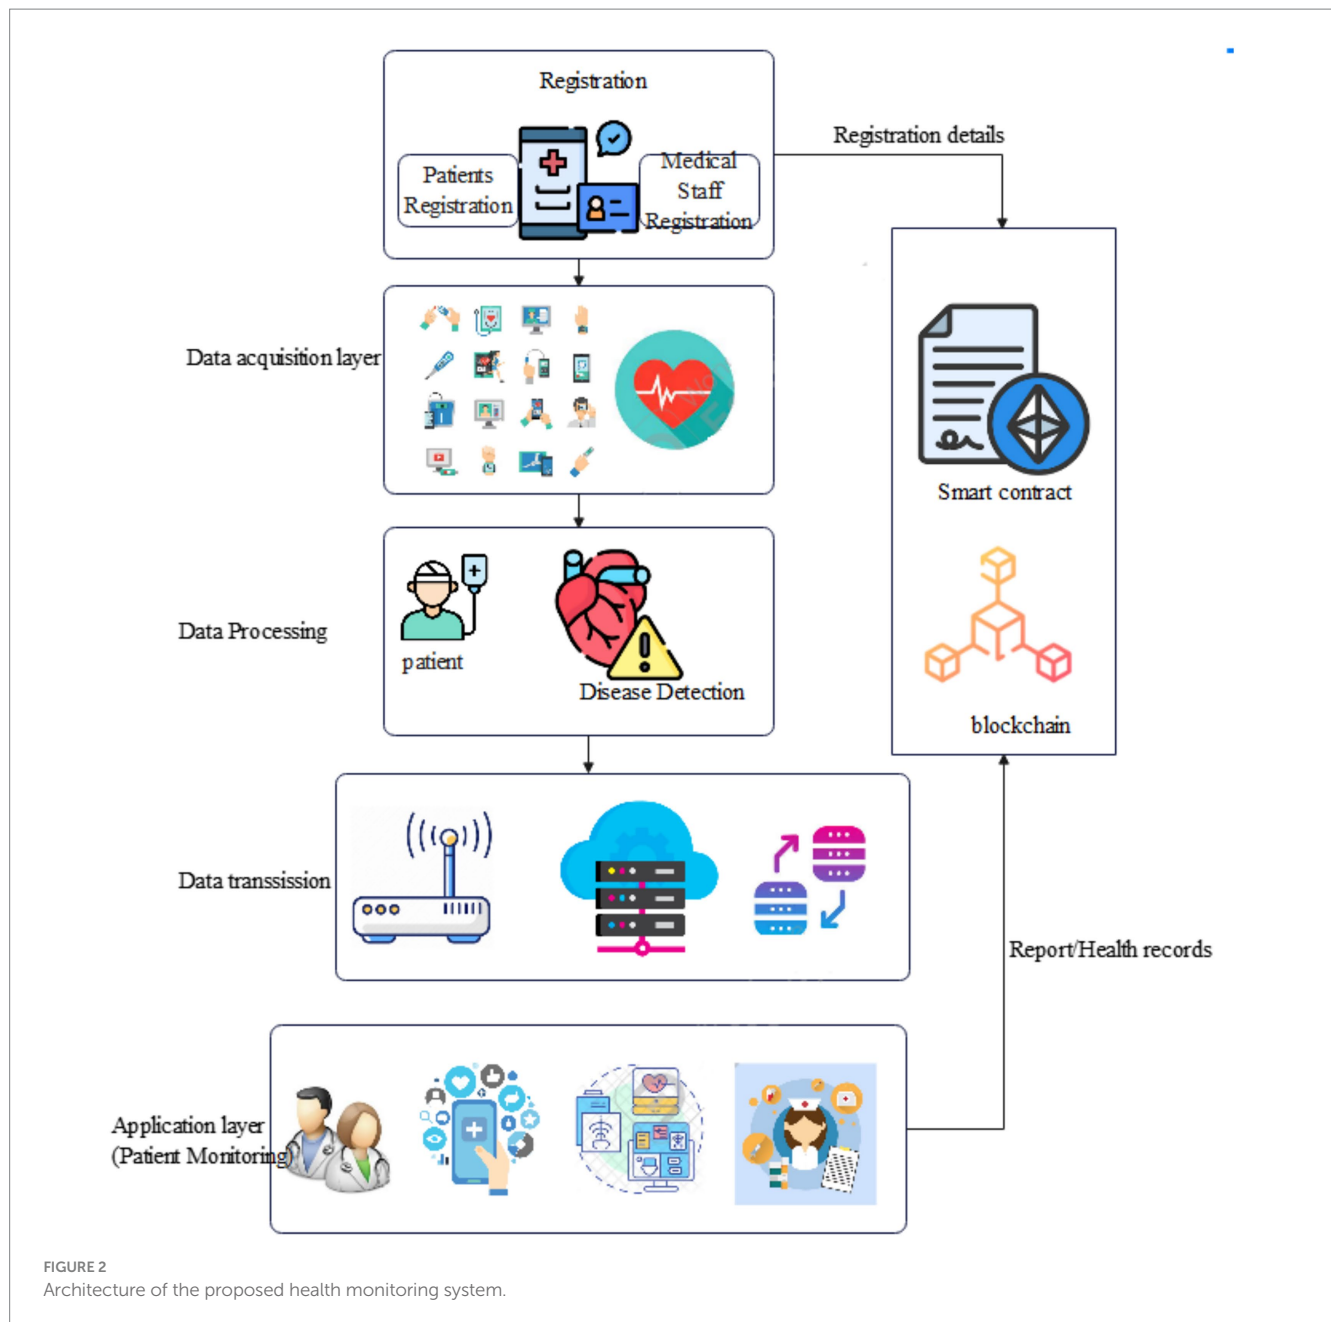 Registration
Patients
Registration
Medical
Staff
Registration
Registration details
Data acquisition layer
Smart contract
blockchain
Data Processing
patient
Disease Detection
Data transsission
Report/Health records
Application layer
(Patient Monitoring)
FIGURE 2
Architecture of the proposed health monitoring system.